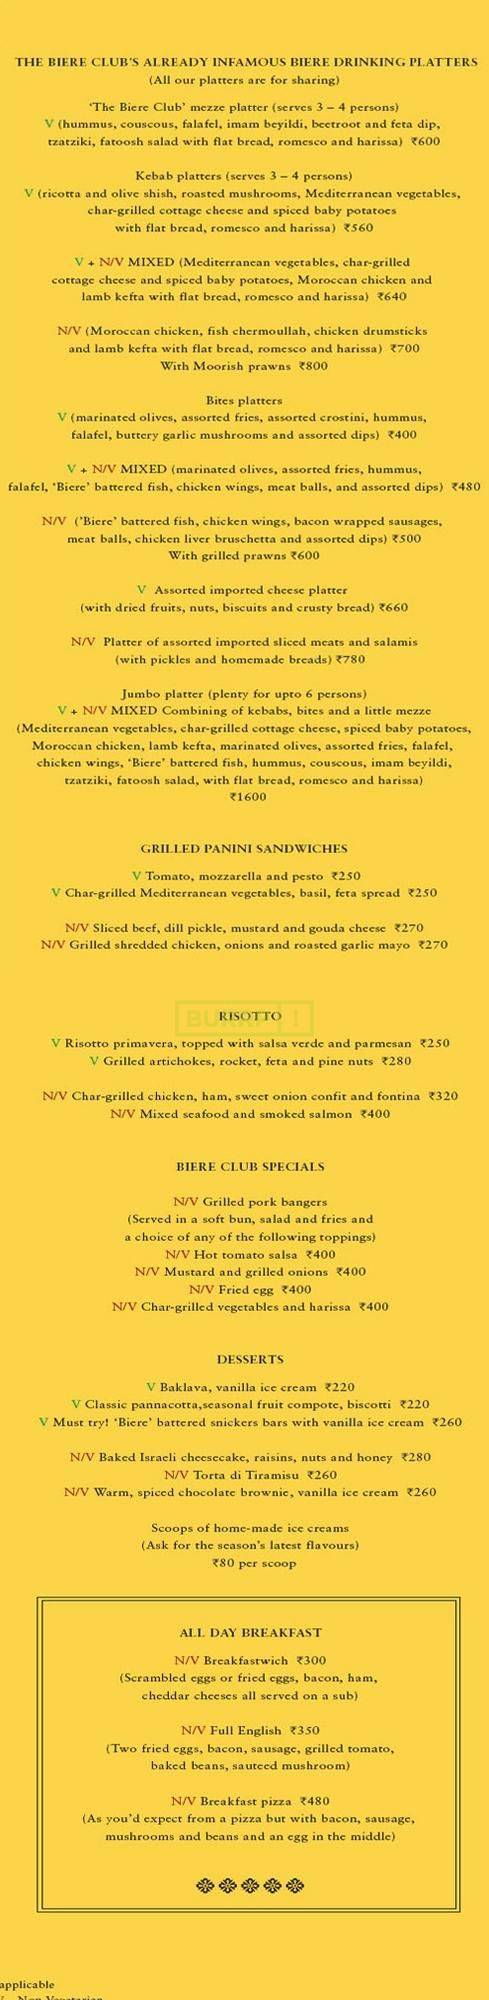 THE BIERE CLUB'S ALREADY INFAMOUS BIERE DRINKING PLATTERS
(All our platters are for sharing)
'The Biere Club' mezze platter (serves 3 – 4 persons)
V (hummus, couscous, falafel, imam beyildi, beetroot and feta dip,
tzatziki, fatoosh salad with flat bread, romesco and harissa) ₹600
Kebab platters (serves 3 – 4 persons)
V (ricotta and olive shish, roasted mushrooms, Mediterranean vegetables,
char-grilled cottage cheese and spiced baby potatoes
with flat bread, romesco and harissa) ₹560
V + N/V MIXED (Mediterranean vegetables, char-grilled
cottage cheese and spiced baby potatoes, Moroccan chicken and
lamb kefta with flat bread, romesco and harissa) ₹640
N/V (Moroccan chicken, fish chermoullah, chicken drumsticks
and lamb kefta with flat bread, romesco and harissa) ₹700
With Moorish prawns ₹800
Bites platters
V (marinated olives, assorted fries, assorted crostini, hummus,
falafel, buttery garlic mushrooms and assorted dips) ₹400
V + N/V MIXED (marinated olives, assorted fries, hummus,
falafel, 'Biere' battered fish, chicken wings, meat balls, and assorted dips) ₹480
N/V ('Biere' battered fish, chicken wings, bacon wrapped sausages,
meat balls, chicken liver bruschetta and assorted dips) ₹500
With grilled prawns ₹600
V Assorted imported cheese platter
(with dried fruits, nuts, biscuits and crusty bread) ₹660
N/V Platter of assorted imported sliced meats and salamis
(with pickles and homemade breads) ₹780
Jumbo platter (plenty for upto 6 persons)
V + N/V MIXED Combining of kebabs, bites and a little mezze
(Mediterranean vegetables, char-grilled cottage cheese, spiced baby potatoes,
Moroccan chicken, lamb kefta, marinated olives, assorted fries, falafel,
chicken wings, 'Biere' battered fish, hummus, couscous, imam beyildi,
tzatziki, fatoosh salad, with flat bread, romesco and harissa)
₹1600
GRILLED PANINI SANDWICHES
V Tomato, mozzarella and pesto ₹250
V Char-grilled Mediterranean vegetables, basil, feta spread ₹250
N/V Sliced beef, dill pickle, mustard and gouda cheese ₹270
N/V Grilled shredded chicken, onions and roasted garlic mayo ₹270
BURRP!
RISOTTO
V Risotto primavera, topped with salsa verde and parmesan ₹250
V Grilled artichokes, rocket, feta and pine nuts ₹280
N/V Char-grilled chicken, ham, sweet onion confit and fontina ₹320
N/V Mixed seafood and smoked salmon ₹400
BIERE CLUB SPECIALS
N/V Grilled pork bangers
(Served in a soft bun, salad and fries and
a choice of any of the following toppings)
N/V Hot tomato salsa ₹400
N/V Mustard and grilled onions ₹400
N/V Fried egg ₹400
N/V Char-grilled vegetables and harissa ₹400
DESSERTS
V Baklava, vanilla ice cream ₹220
V Classic pannacotta,seasonal fruit compote, biscotti ₹220
V Must try! 'Biere' battered snickers bars with vanilla ice cream ₹260
N/V Baked Israeli cheesecake, raisins, nuts and honey ₹280
N/V Torta di Tiramisu ₹260
N/V Warm, spiced chocolate brownie, vanilla ice cream ₹260
Scoops of home-made ice creams
(Ask for the season's latest flavours)
₹80 per scoop
ALL DAY BREAKFAST
N/V Breakfastwich ₹300
(Scrambled eggs or fried eggs, bacon, ham,
cheddar cheeses all served on a sub)
N/V Full English ₹350
(Two fried eggs, bacon, sausage, grilled tomato,
baked beans, sauteed mushroom)
N/V Breakfast pizza ₹480
(As you'd expect from a pizza but with bacon, sausage,
mushrooms and beans and an egg in the middle)
applicable
Non Vegetarian